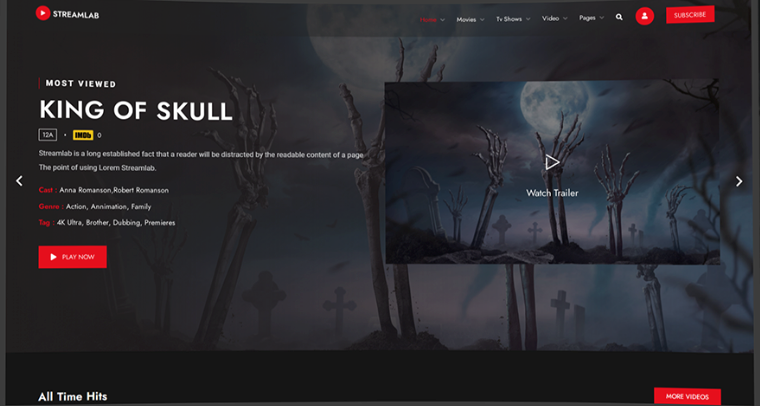 STREAMLAB
Home Movies Tv Shows Video Pages SUBSCRIBE
MOST VIEWED
KING OF SKULL
12A • IMDb 0
Streamlab is a long established fact that a reader will be distracted by the readable content of a page
The point of using Lorem Streamlab.
Cast : Anna Romanson,Robert Romanson
Genre : Action, Annimation, Family
Tag : 4K Ultra, Brother, Dubbing, Premieres
PLAY NOW
Watch Trailer
All Time Hits
MORE VIDEOS